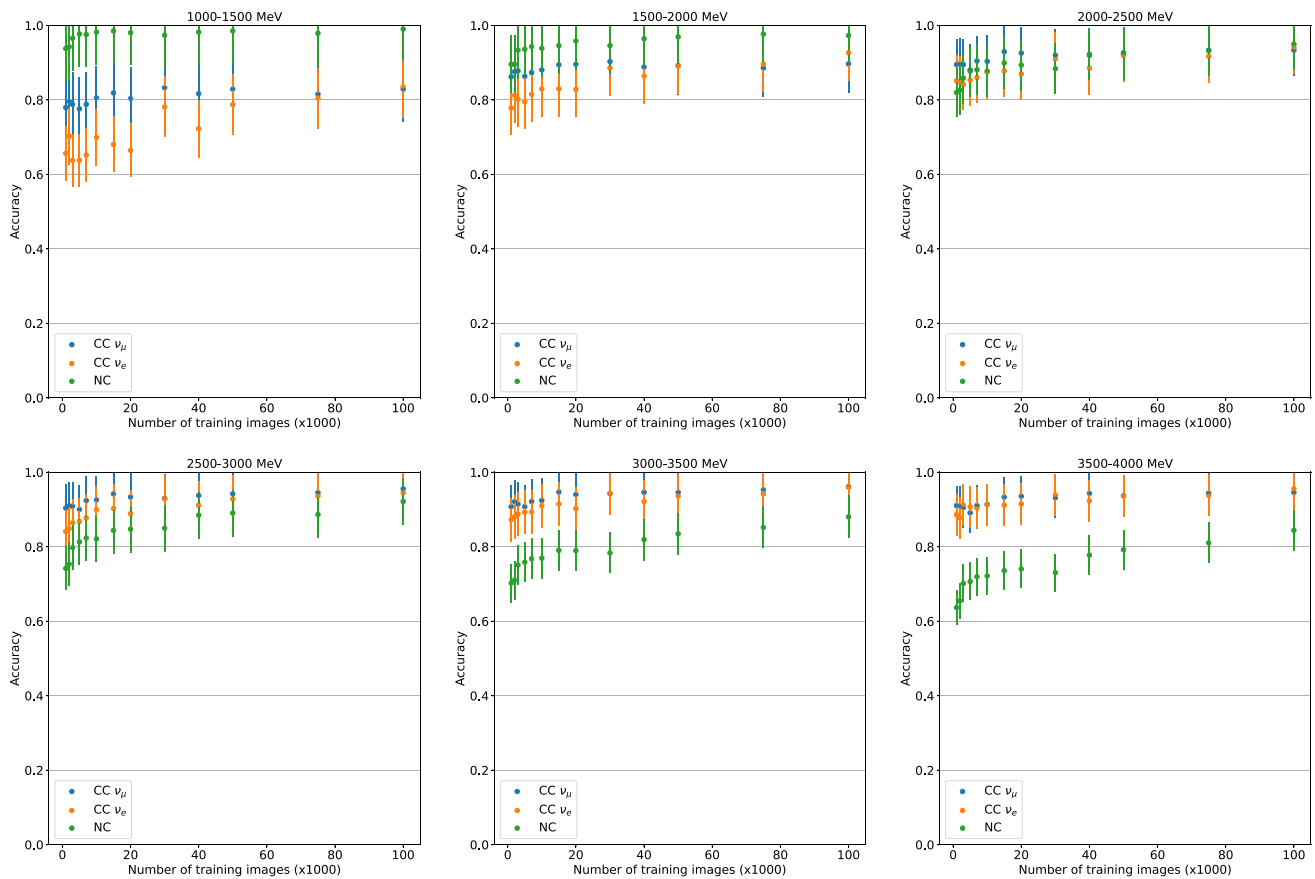 1000-1500 MeV
Accuracy
1.0
0.8
0.6
0.4
0.2
0.0
CC νμ
CC νe
NC
0 20 40 60 80 100
Number of training images (x1000)
1500-2000 MeV
Accuracy
1.0
0.8
0.6
0.4
0.2
0.0
CC νμ
CC νe
NC
0 20 40 60 80 100
Number of training images (x1000)
2000-2500 MeV
Accuracy
1.0
0.8
0.6
0.4
0.2
0.0
CC νμ
CC νe
NC
0 20 40 60 80 100
Number of training images (x1000)
2500-3000 MeV
Accuracy
1.0
0.8
0.6
0.4
0.2
0.0
CC νμ
CC νe
NC
0 20 40 60 80 100
Number of training images (x1000)
3000-3500 MeV
Accuracy
1.0
0.8
0.6
0.4
0.2
0.0
CC νμ
CC νe
NC
0 20 40 60 80 100
Number of training images (x1000)
3500-4000 MeV
Accuracy
1.0
0.8
0.6
0.4
0.2
0.0
CC νμ
CC νe
NC
0 20 40 60 80 100
Number of training images (x1000)